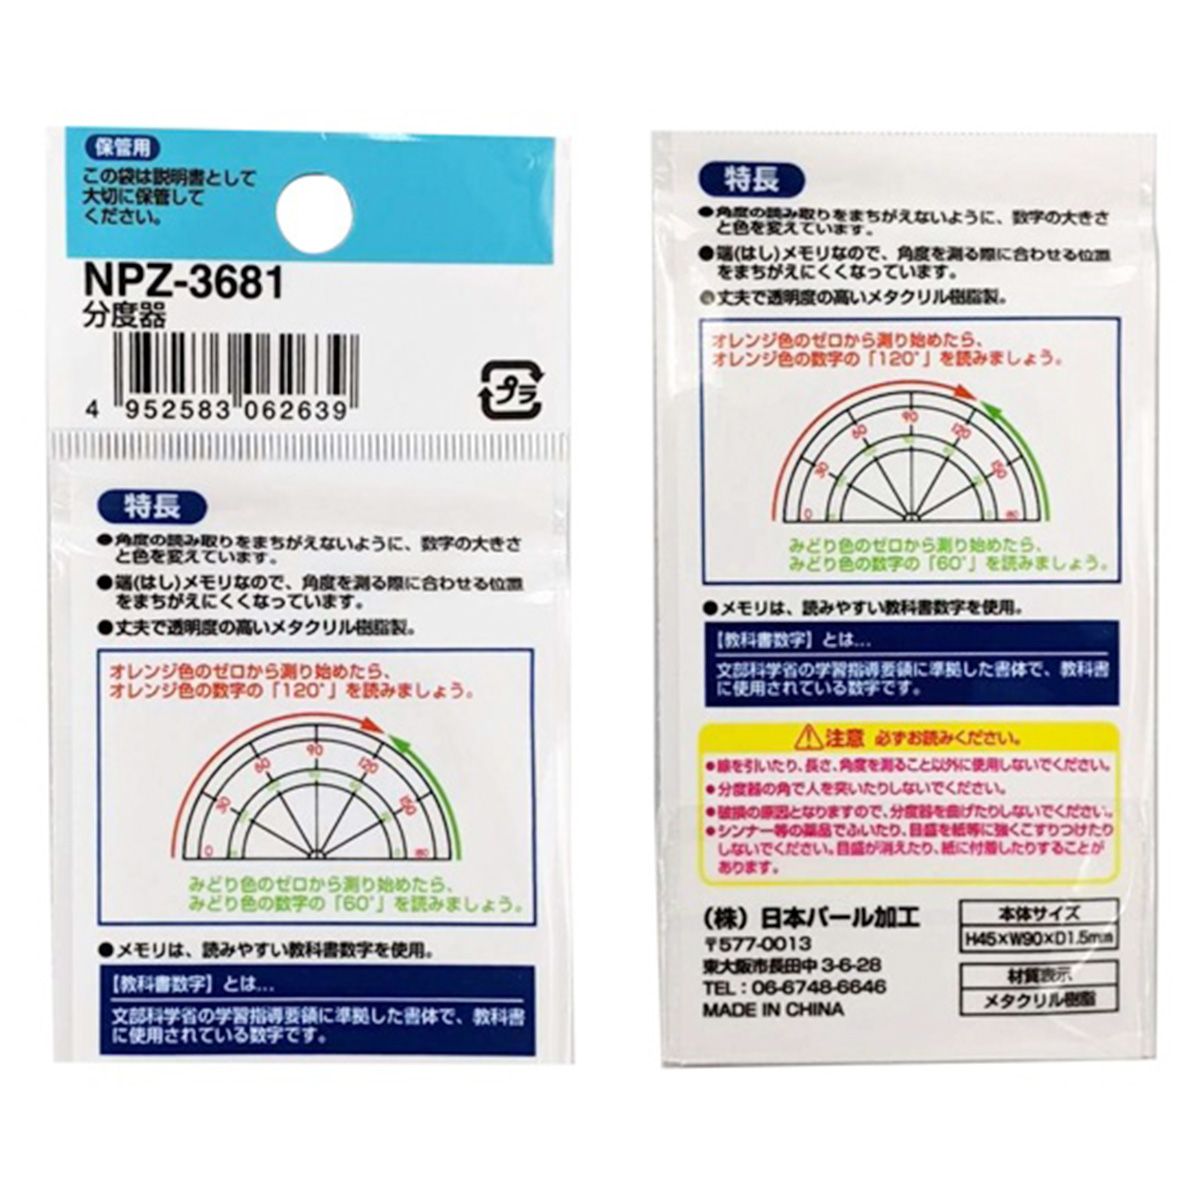 保管用
この袋は説明書として
大切に保管して
ください。
NPZ-3681
分度器
4 952583 062639
プラ
特長
●角度の読み取りをまちがえないように、数字の大きさ
と色を変えています。
●端(はし)メモリなので、角度を測る際に合わせる位置
をまちがえにくくなっています。
●丈夫で透明度の高いメタクリル樹脂製。
オレンジ色のゼロから測り始めたら、
オレンジ色の数字の「120°」を読みましょう。
0 30 60 90 120 150 180
みどり色のゼロから測り始めたら、
みどり色の数字の「60°」を読みましょう。
●メモリは、読みやすい教科書数字を使用。
【教科書数字】とは...
文部科学省の学習指導要領に準拠した書体で、教科書
に使用されている数字です。
特長
●角度の読み取りをまちがえないように、数字の大きさ
と色を変えています。
●端(はし)メモリなので、角度を測る際に合わせる位置
をまちがえにくくなっています。
●丈夫で透明度の高いメタクリル樹脂製。
オレンジ色のゼロから測り始めたら、
オレンジ色の数字の「120°」を読みましょう。
0 30 60 90 120 150 180
みどり色のゼロから測り始めたら、
みどり色の数字の「60°」を読みましょう。
●メモリは、読みやすい教科書数字を使用。
【教科書数字】とは...
文部科学省の学習指導要領に準拠した書体で、教科書
に使用されている数字です。
注意 必ずお読みください。
●線を引いたり、長さ、角度を測ること以外に使用しないでください。
●分度器の角で人を突いたりしないでください。
●破損の原因となりますので、分度器を曲げたりしないでください。
●シンナー等の薬品でふいたり、目盛を紙等に強くこすりつけたり
しないでください。目盛が消えたり、紙に付着したりすることが
あります。
(株)日本パール加工
〒577-0013
東大阪市長田中3-6-28
TEL：06-6748-6646
MADE IN CHINA
本体サイズ
H45×W90×D1.5mm
材質表示
メタクリル樹脂